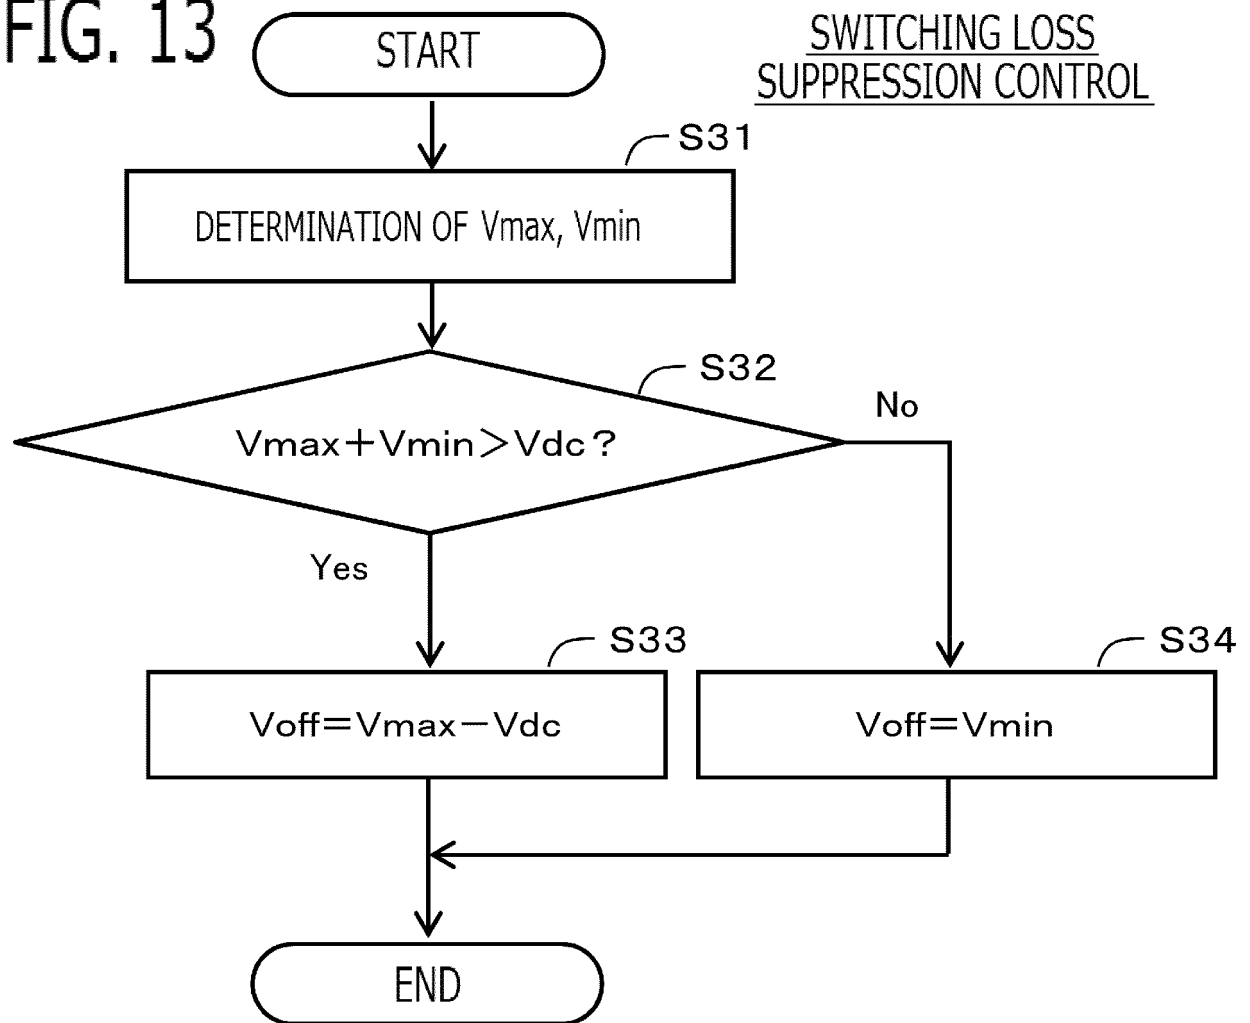 FIG. 13
START
SWITCHING LOSS
SUPPRESSION CONTROL
S31
DETERMINATION OF Vmax, Vmin
S32
No
Vmax+Vmin>Vdc?
Yes
S33
S34
Voff=Vmax−Vdc
Voff=Vmin
END